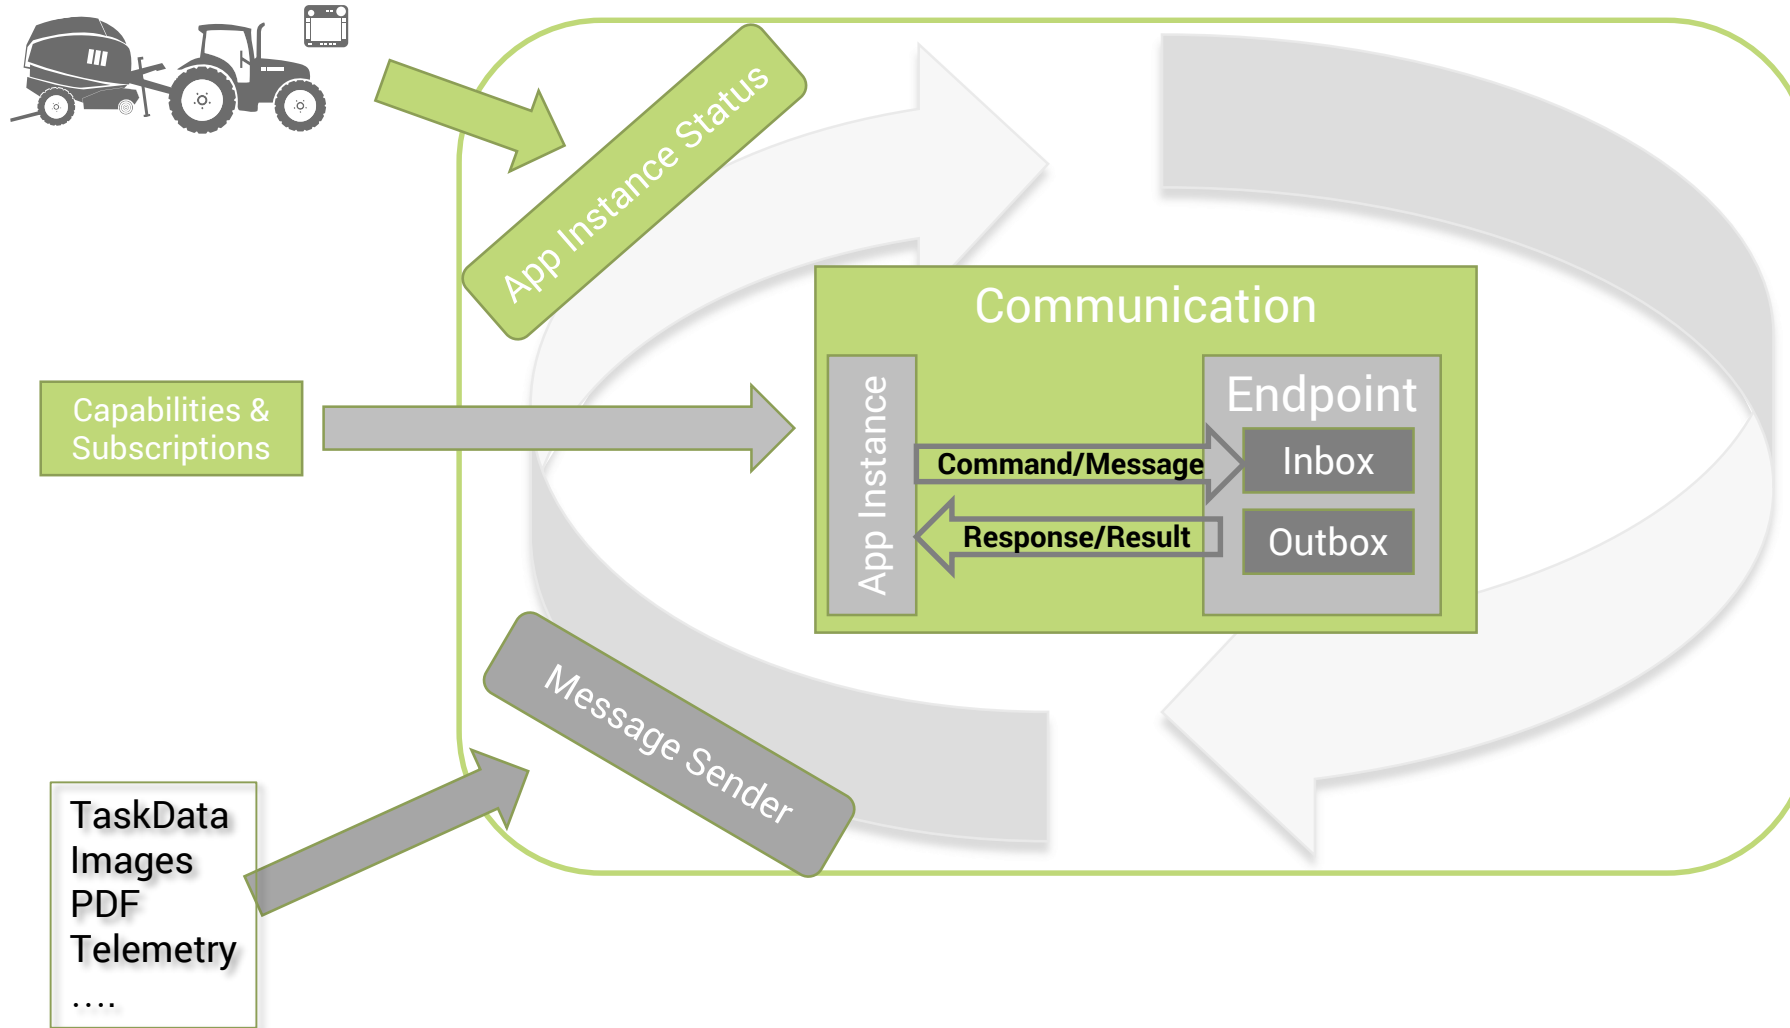 App Instance Status
Communication
Capabilities &
Subscriptions
App Instance
Endpoint
Command/Message
Inbox
Response/Result
Outbox
Message Sender
TaskData
Images
PDF
Telemetry
....